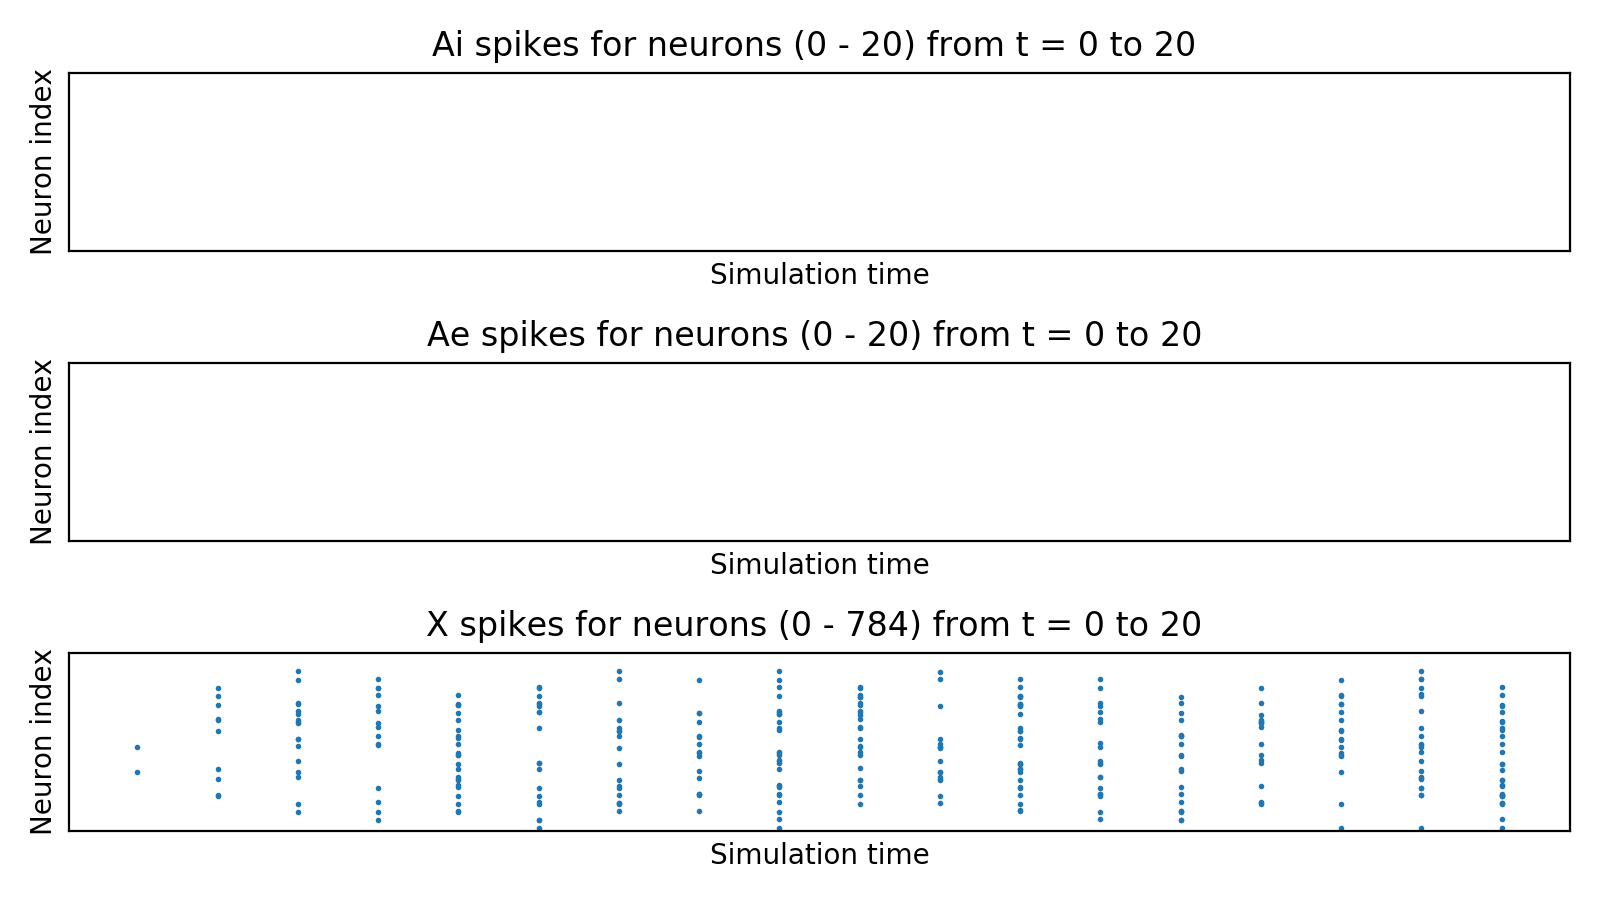 Ai spikes for neurons (0 - 20) from t = 0 to 20
Neuron index
Simulation time
Ae spikes for neurons (0 - 20) from t = 0 to 20
Neuron index
Simulation time
X spikes for neurons (0 - 784) from t = 0 to 20
Neuron index
Simulation time